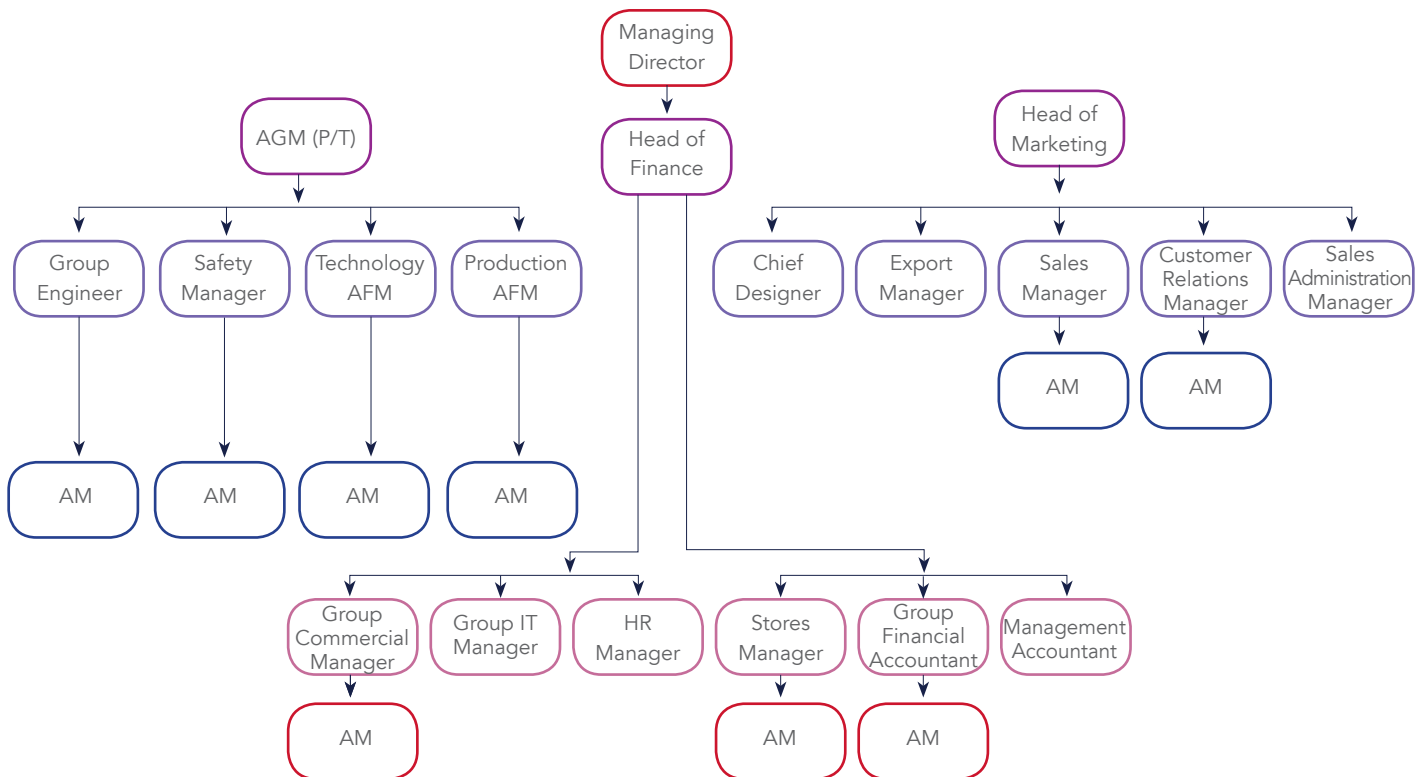 Managing
Director
AGM (P/T)
Head of
Finance
Head of
Marketing
Group
Engineer
Safety
Manager
Technology
AFM
Production
AFM
Chief
Designer
Export
Manager
Sales
Manager
Customer
Relations
Manager
Sales
Administration
Manager
AM
AM
AM
AM
AM
AM
Group
Commercial
Manager
Group IT
Manager
HR
Manager
Stores
Manager
Group
Financial
Accountant
Management
Accountant
AM
AM
AM